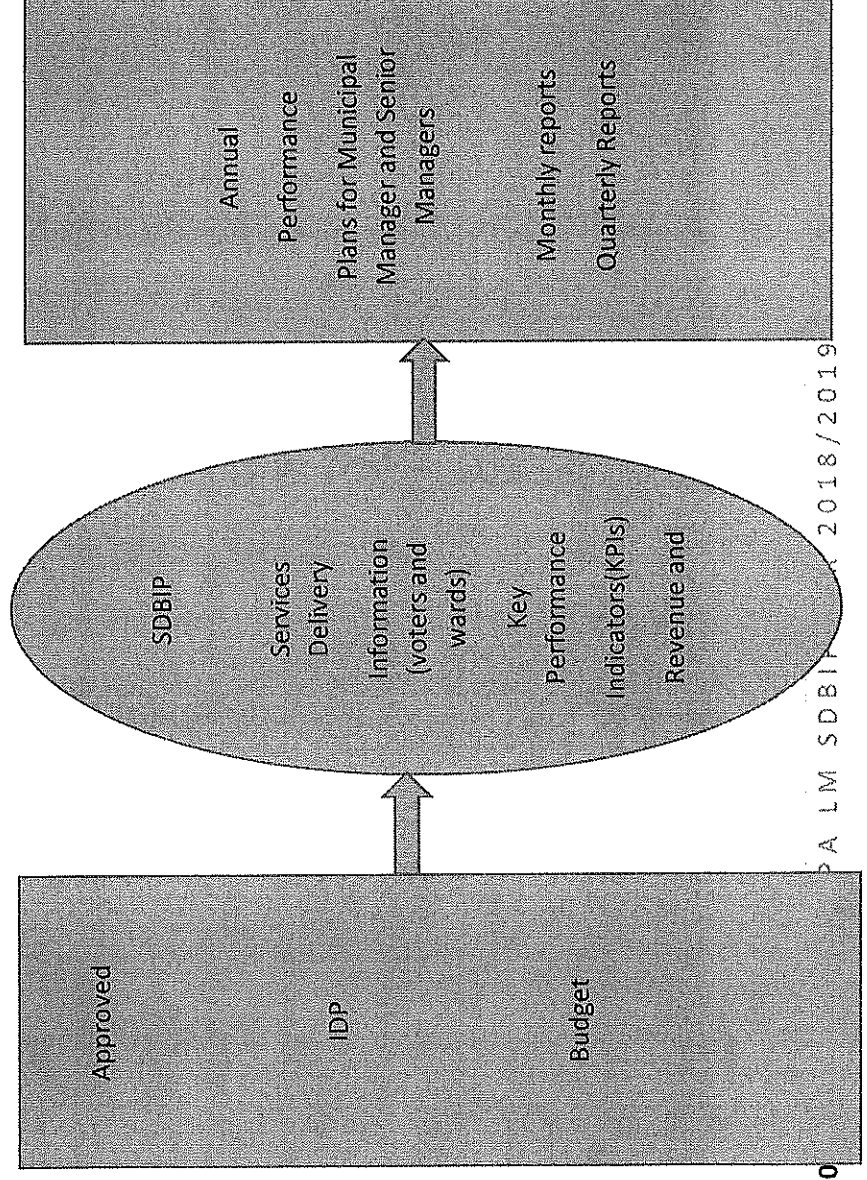 Approved
IDP
Budget
SDBIP
Services
Delivery
Information
(voters and
wards)
Key
Performance
Indicators(KPIs)
Revenue and
Annual
Performance
Plans for Municipal
Manager and Senior
Managers
Monthly reports
Quarterly Reports
0
LM SDBIP 2018/2019